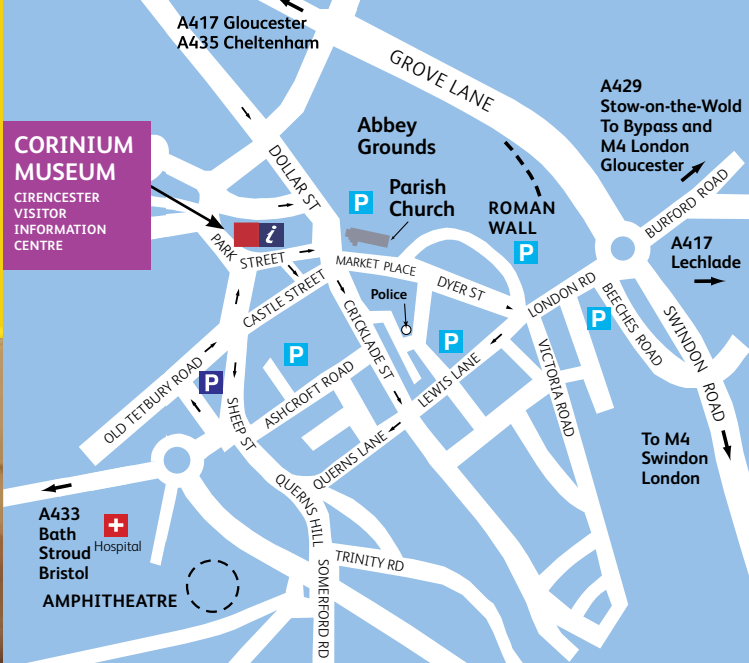 A417 Gloucester
A435 Cheltenham
GROVE LANE
A429
Stow-on-the-Wold
To Bypass and
M4 London
Gloucester
CORINIUM
MUSEUM
CIRENCESTER
VISITOR
INFORMATION
CENTRE
Abbey
Grounds
DOLLAR ST
P
Parish
Church
ROMAN
WALL
P
BURFORD ROAD
A417
Lechlade
i
PARK
STREET
MARKET PLACE
DYER ST
LONDON RD
CASTLE STREET
Police
CRICKLADE ST
P
BEECHES ROAD
SWINDON ROAD
P
P
LEWIS LANE
VICTORIA ROAD
OLD TETBURY ROAD
P
SHEEP ST
ASHCROFT ROAD
QUERNS LANE
To M4
Swindon
London
QUERNS HILL
A433
Bath
Stroud
Bristol
Hospital
TRINITY RD
SOMERFORD RD
AMPHITHEATRE